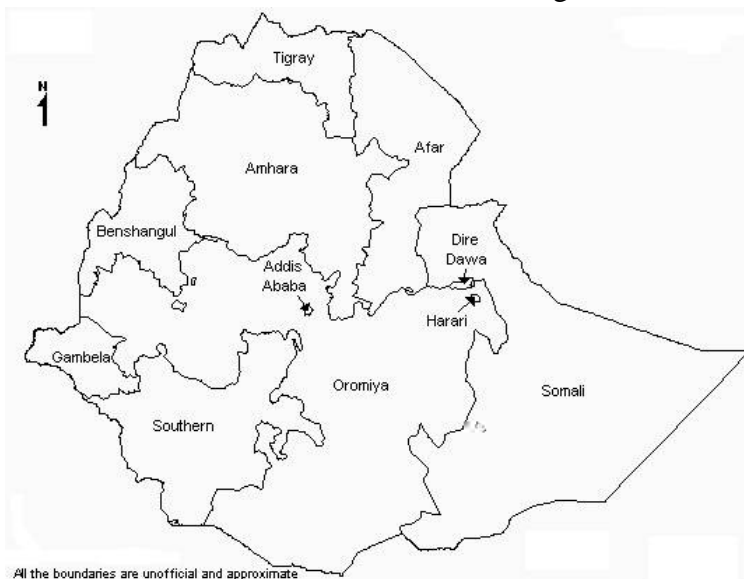 Tigray
N
Afar
Amhara
Benshangul
Dire
Dawa
Addis
Ababa
Harari
Gambela
Oromiya
Somali
Southern
All the boundaries are unofficial and approximate